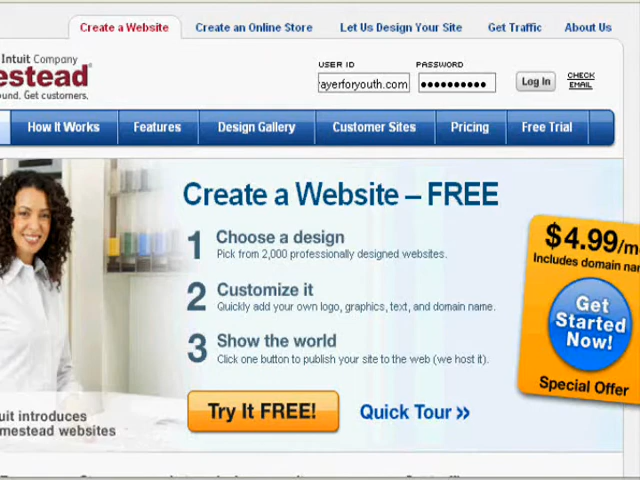 Create a Website Create an Online Store Let Us Design Your Site Get Traffic About Us
Intuit Company
estead
ound. Get customers.
USER ID PASSWORD
rayerforyouth.com Log In CHECK EMAIL
How It Works Features Design Gallery Customer Sites Pricing Free Trial
Create a Website – FREE
1 Choose a design
Pick from 2,000 professionally designed websites.
2 Customize it
Quickly add your own logo, graphics, text, and domain name.
3 Show the world
Click one button to publish your site to the web (we host it).
Try It FREE! Quick Tour »
$4.99/mo
Includes domain nam
Get
Started
Now!
Special Offer
uit introduces
mestead websites